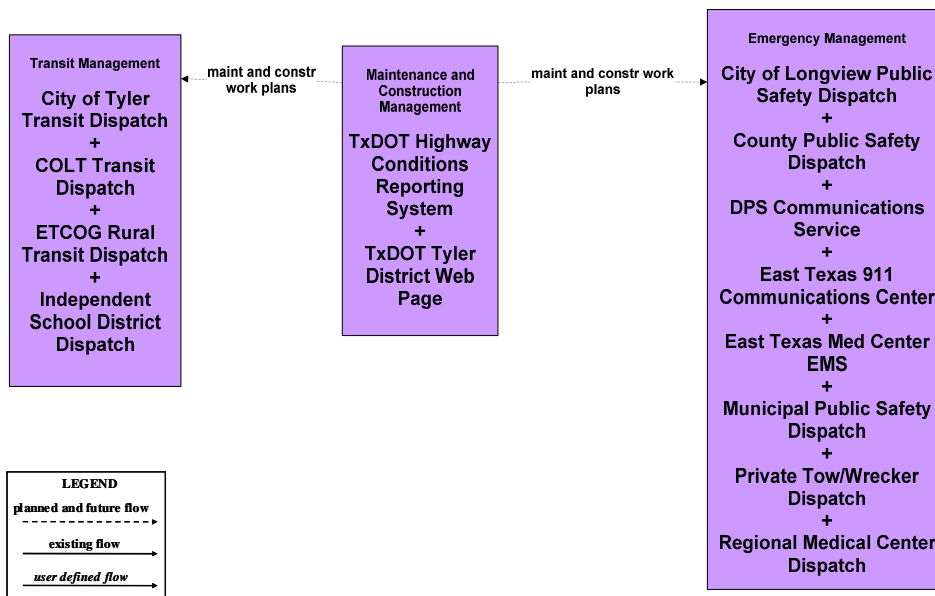 Transit Management
City of Tyler
Transit Dispatch
+
COLT Transit
Dispatch
+
ETCOG Rural
Transit Dispatch
+
Independent
School District
Dispatch
maint and constr
work plans
Maintenance and
Construction
Management
TxDOT Highway
Conditions
Reporting
System
+
TxDOT Tyler
District Web
Page
maint and constr work
plans
Emergency Management
City of Longview Public
Safety Dispatch
+
County Public Safety
Dispatch
+
DPS Communications
Service
+
East Texas 911
Communications Center
+
East Texas Med Center
EMS
+
Municipal Public Safety
Dispatch
+
Private Tow/Wrecker
Dispatch
+
Regional Medical Center
Dispatch
LEGEND
planned and future flow
existing flow
user defined flow